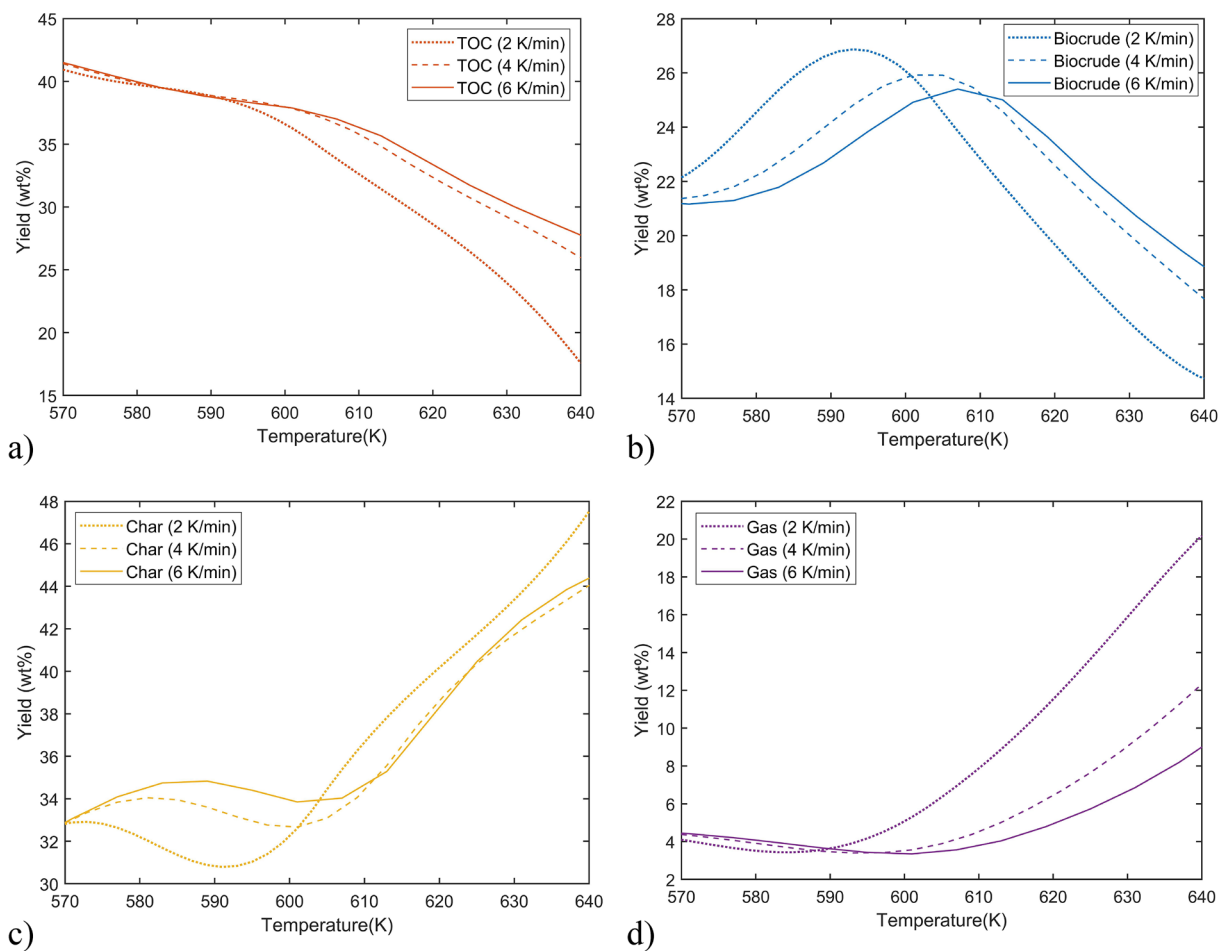 45
40
35
30
25
20
15
Yield (wt%)
570 580 590 600 610 620 630 640
Temperature(K)
TOC (2 K/min)
TOC (4 K/min)
TOC (6 K/min)
a)
28
26
24
22
20
18
16
14
Yield (wt%)
570 580 590 600 610 620 630 640
Temperature(K)
Biocrude (2 K/min)
Biocrude (4 K/min)
Biocrude (6 K/min)
b)
48
46
44
42
40
38
36
34
32
30
Yield (wt%)
570 580 590 600 610 620 630 640
Temperature(K)
Char (2 K/min)
Char (4 K/min)
Char (6 K/min)
c)
22
20
18
16
14
12
10
8
6
4
2
Yield (wt%)
570 580 590 600 610 620 630 640
Temperature(K)
Gas (2 K/min)
Gas (4 K/min)
Gas (6 K/min)
d)